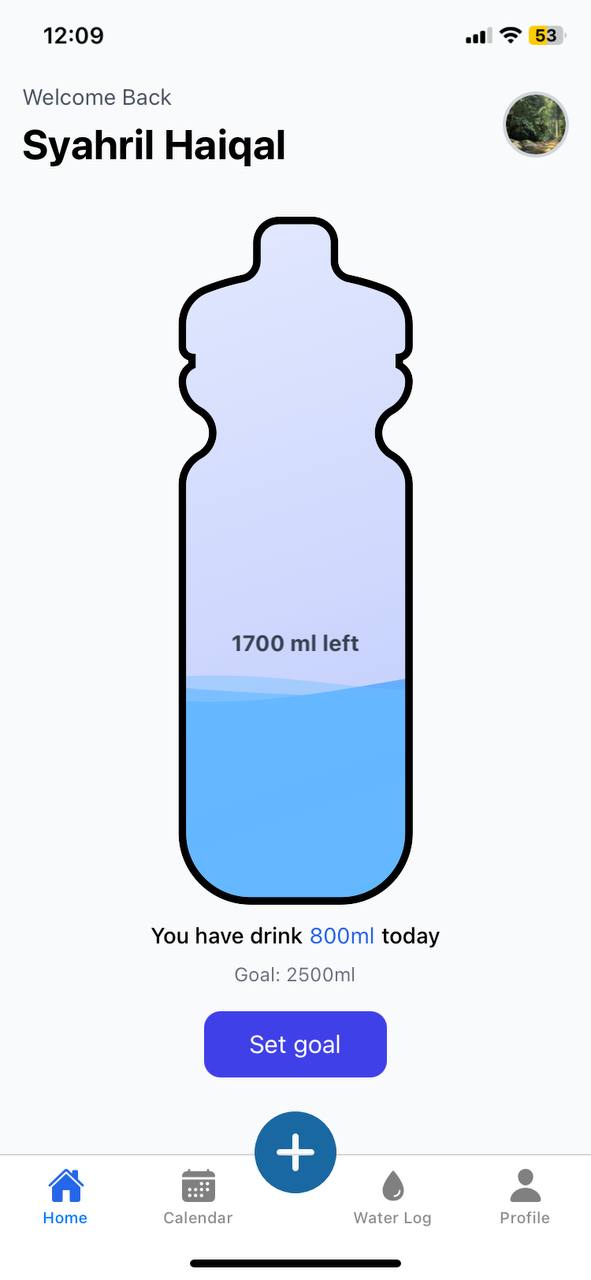 12:09
53
Welcome Back
Syahril Haiqal
1700 ml left
You have drink 800ml today
Goal: 2500ml
Set goal
Home
Calendar
Water Log
Profile